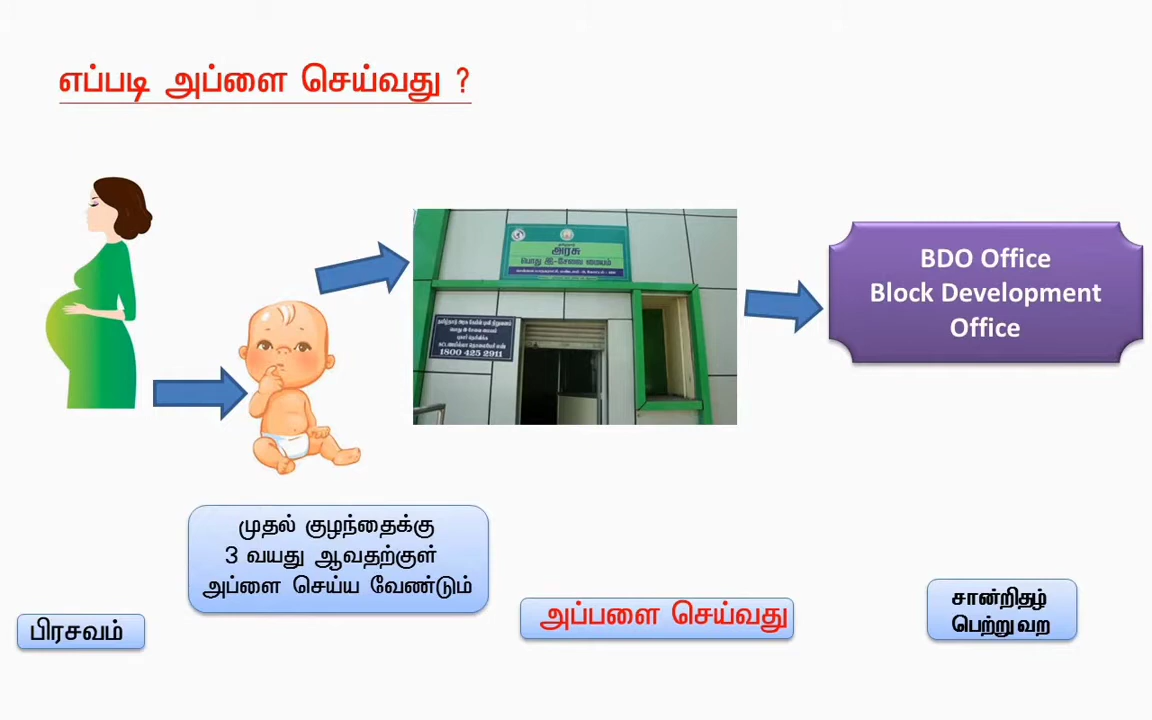 எப்படி அப்ளை செய்வது ?
அரசு
பொது இ-சேவை மையம்
1800 425 2911
BDO Office
Block Development
Office
முதல் குழந்தைக்கு
3 வயது ஆவதற்குள்
அப்ளை செய்ய வேண்டும்
பிரசவம்
அப்பளை செய்வது
சான்றிதழ்
பெற்று வற